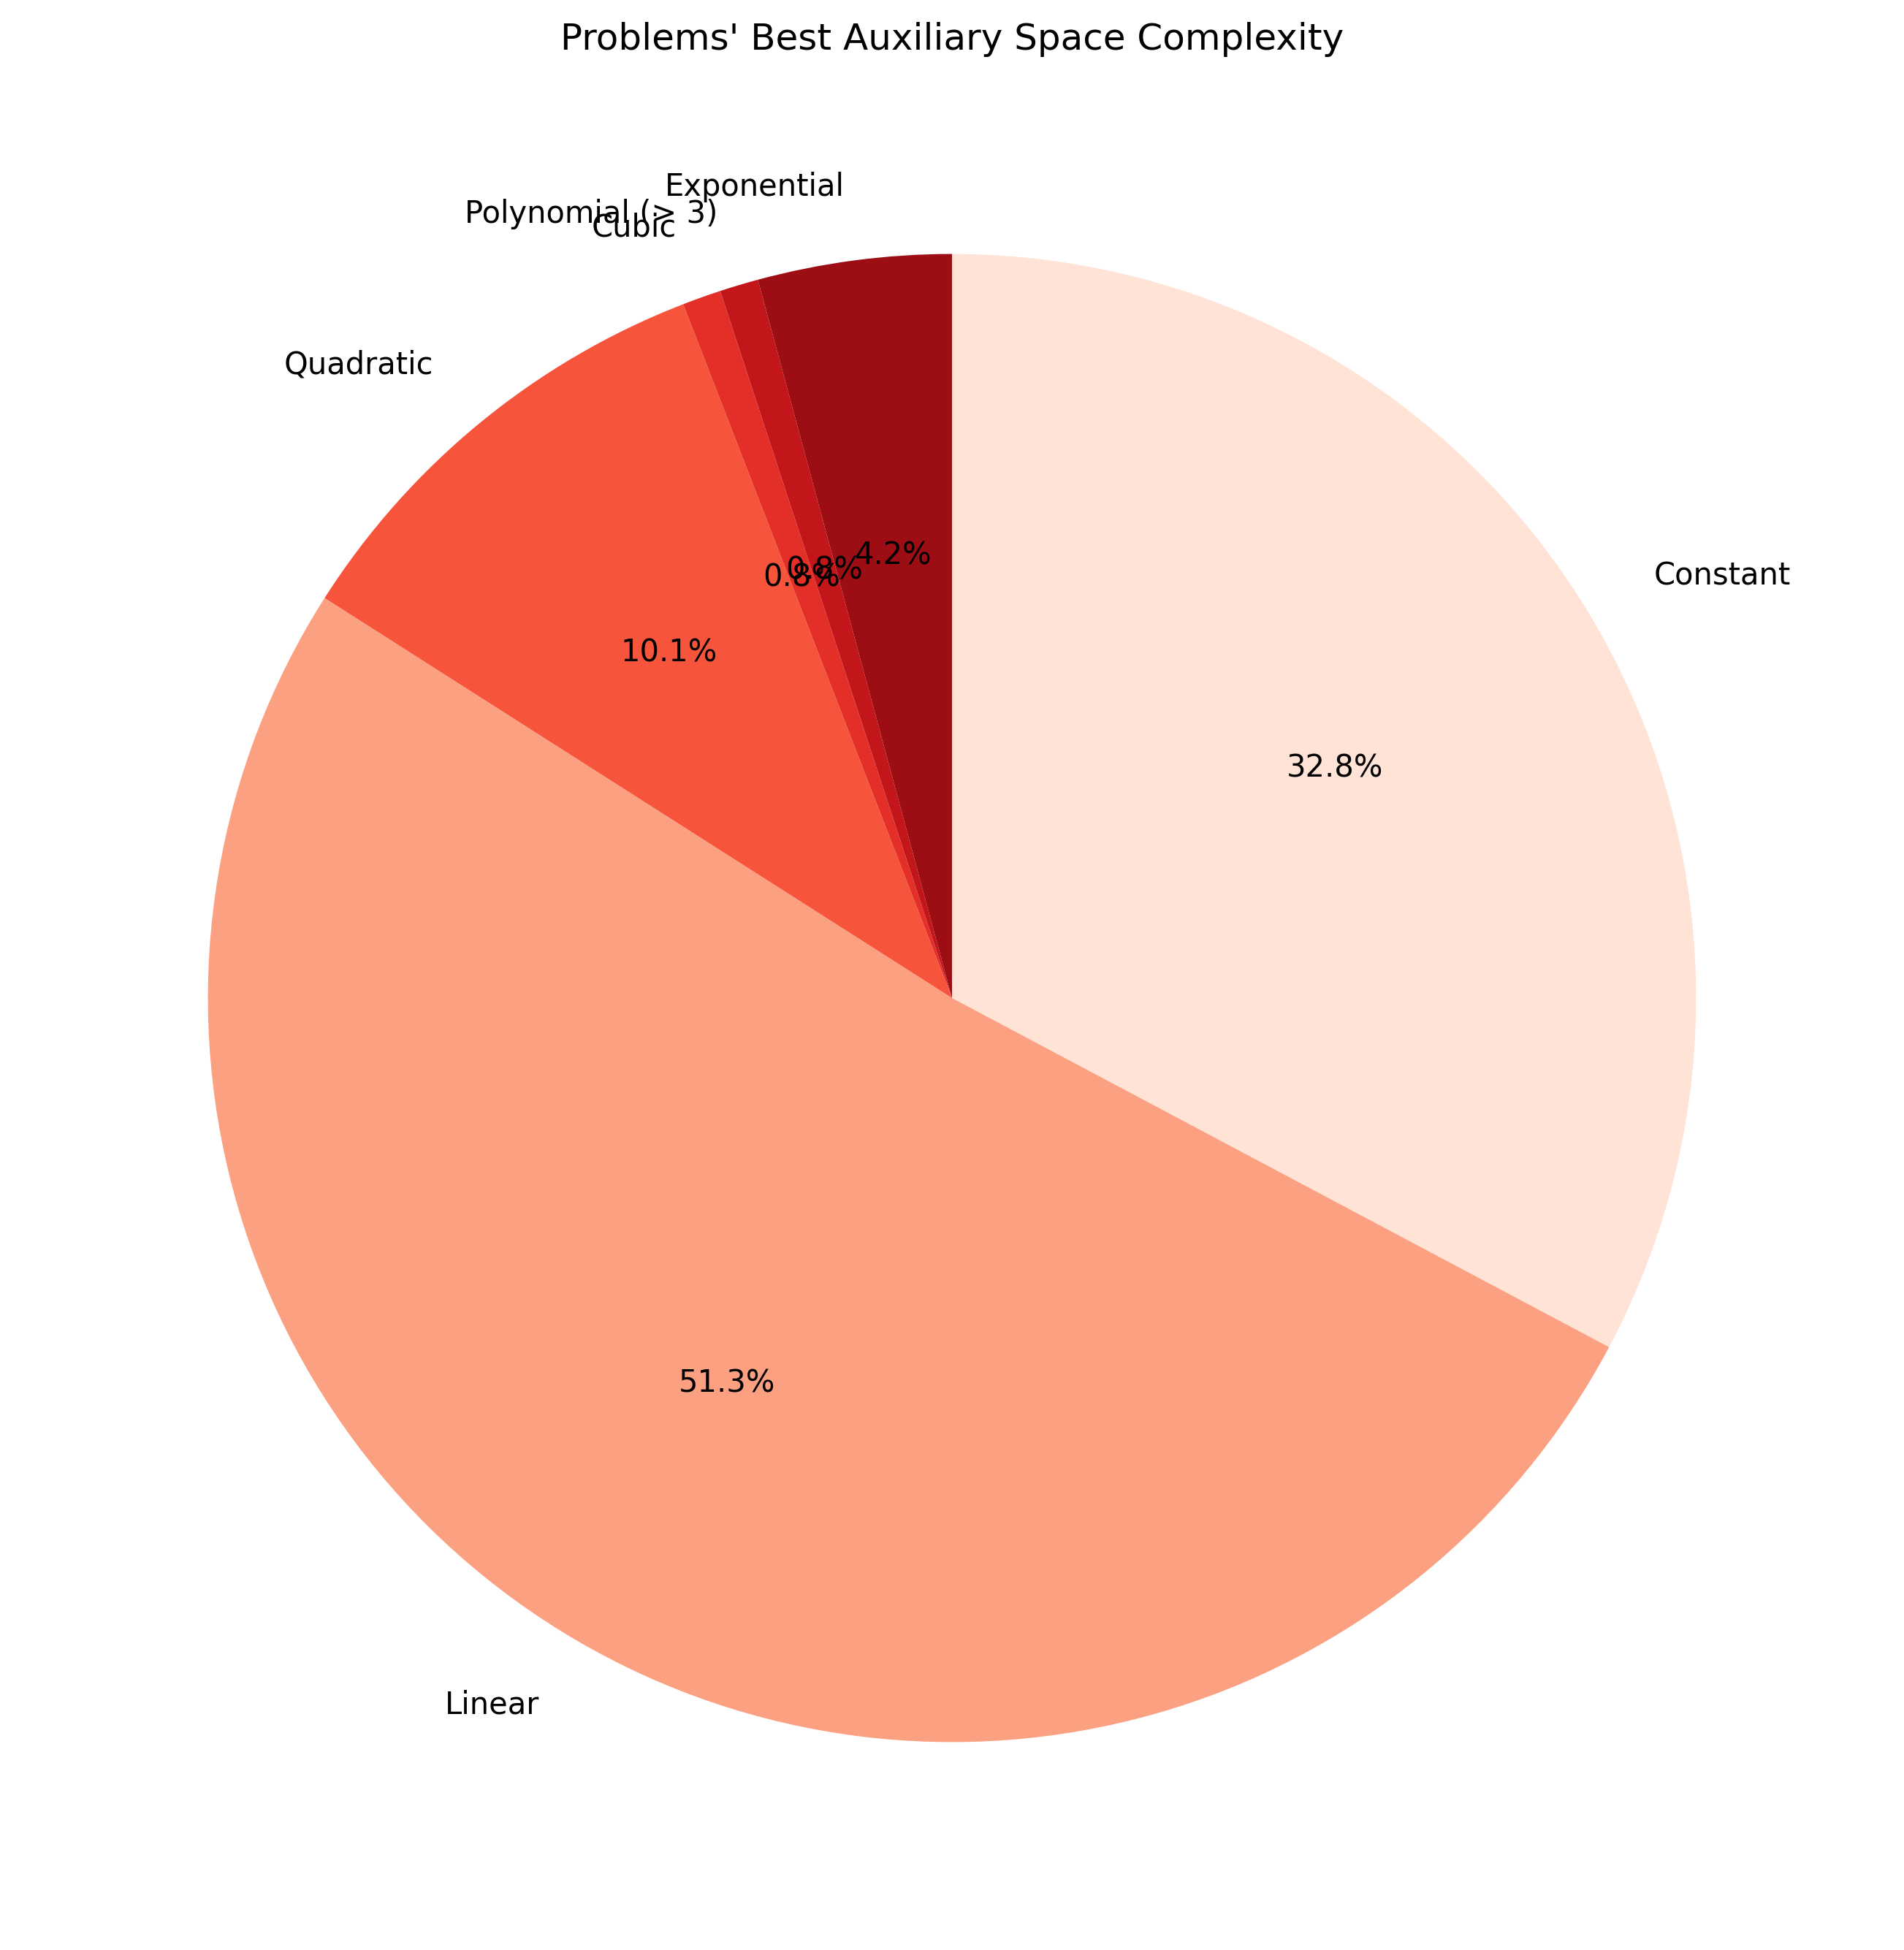 Problems' Best Auxiliary Space Complexity
Exponential
Polynomial (> 3)
Cubic
Quadratic
Constant
4.2%
0.8%
0.8%
10.1%
32.8%
51.3%
Linear